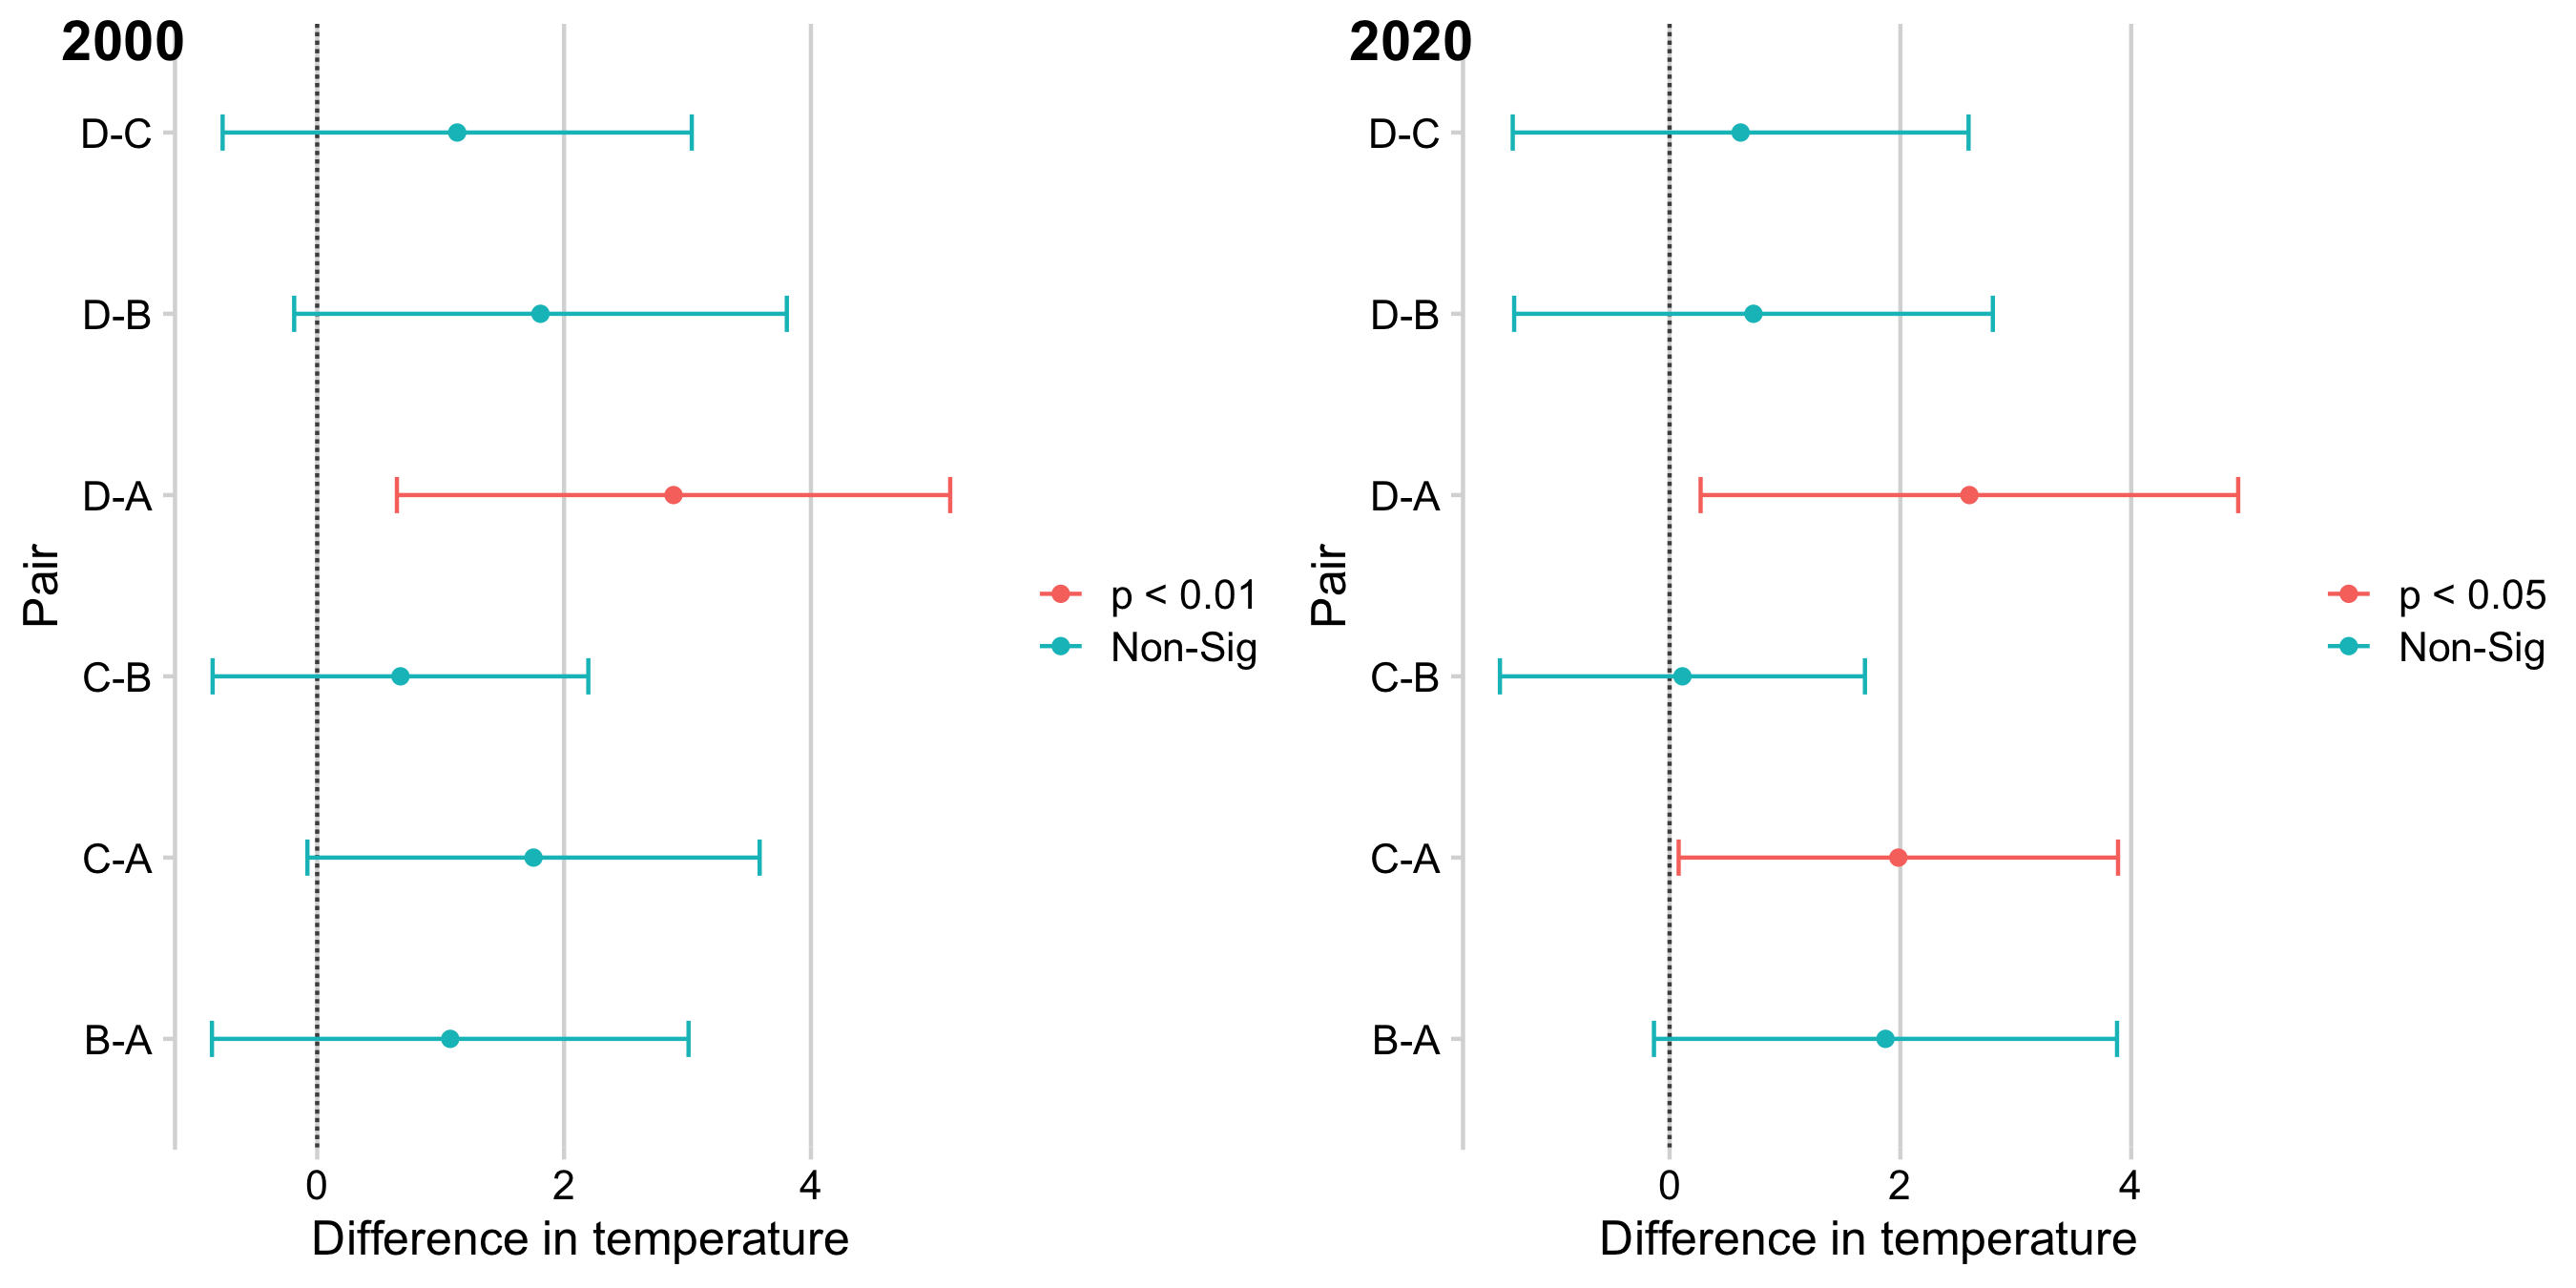 2000
D-C
D-B
D-A
C-B
C-A
B-A
Pair
0 2 4
Difference in temperature
p < 0.01
Non-Sig
2020
D-C
D-B
D-A
C-B
C-A
B-A
Pair
0 2 4
Difference in temperature
p < 0.05
Non-Sig